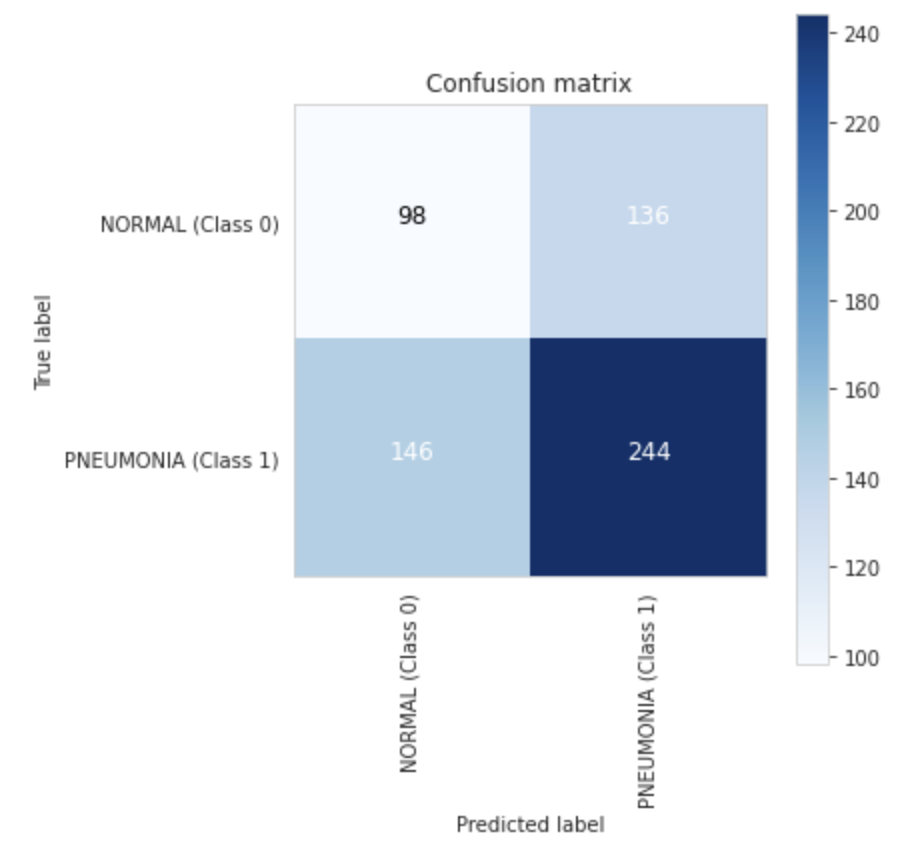 Confusion matrix
240
220
200
180
160
140
120
100
True label
NORMAL (Class 0)
98
136
PNEUMONIA (Class 1)
146
244
NORMAL (Class 0)
PNEUMONIA (Class 1)
Predicted label